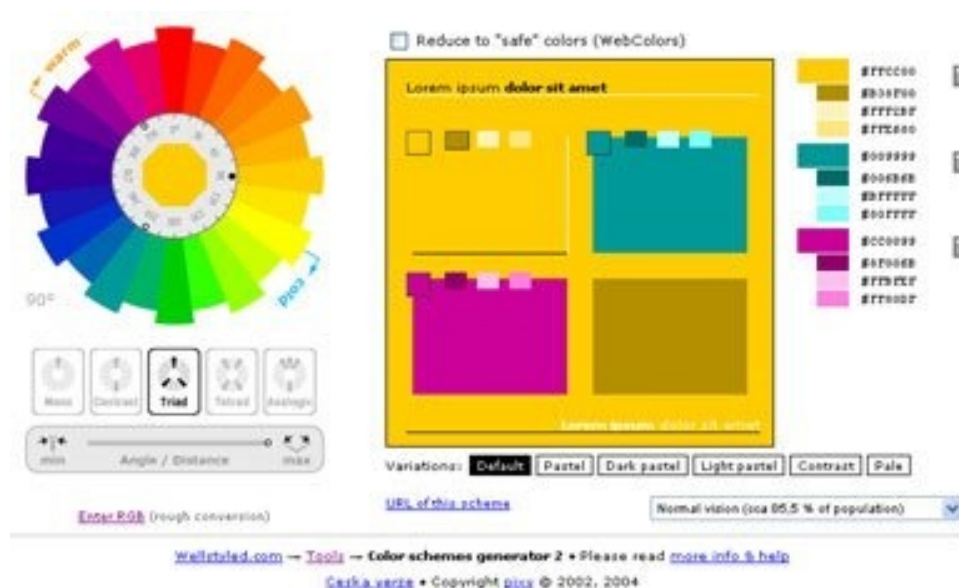 Reduce to "safe" colors (WebColors)
warm
Lorem ipsum dolor sit amet
#FFCC00
#B38F00
#FFF2BF
#FFE680
#009999
#006B6B
#BFFFFF
#80FFFF
#CC0099
#8F006B
cold
90°
Mono
Contrast
Triad
Tetrad
Analogic
Lorem ipsum dolor sit amet
min
Angle / Distance
max
Variations:
Default
Pastel
Dark pastel
Light pastel
Contrast
Pale
URL of this scheme
Normal vision (cca 85,5 % of population)
Enter RGB (rough conversion)
Wellstyled.com → Tools → Color schemes generator 2 • Please read more info & help
Ceska verze • Copyright pixy @ 2002, 2004